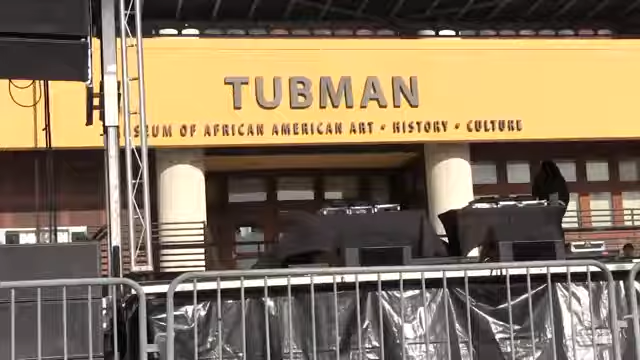 TUBMAN
SEUM OF AFRICAN AMERICAN ART • HISTORY • CULTURE